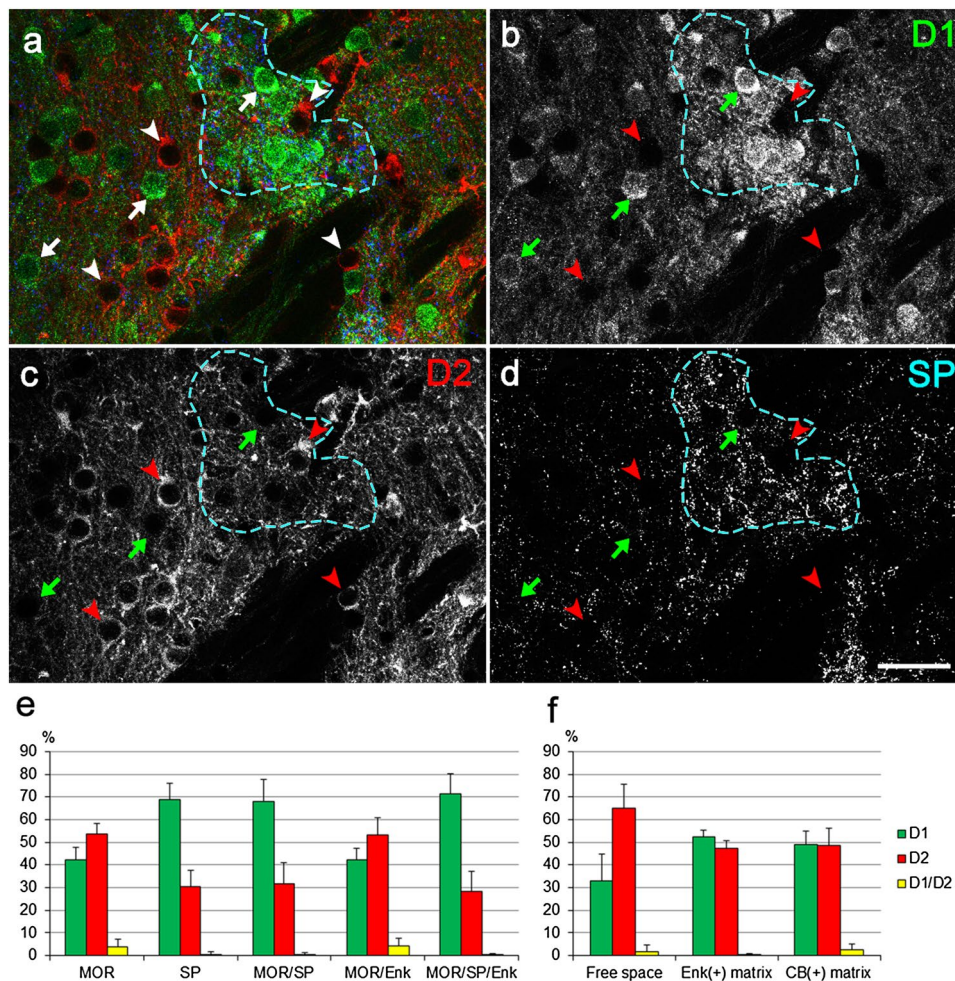 a
b D1
c D2
d SP
e
f
%
%
90
80
70
60
50
40
30
20
10
0
MOR SP MOR/SP MOR/Enk MOR/SP/Enk
90
80
70
60
50
40
30
20
10
0
Free space Enk(+) matrix CB(+) matrix
D1
D2
D1/D2